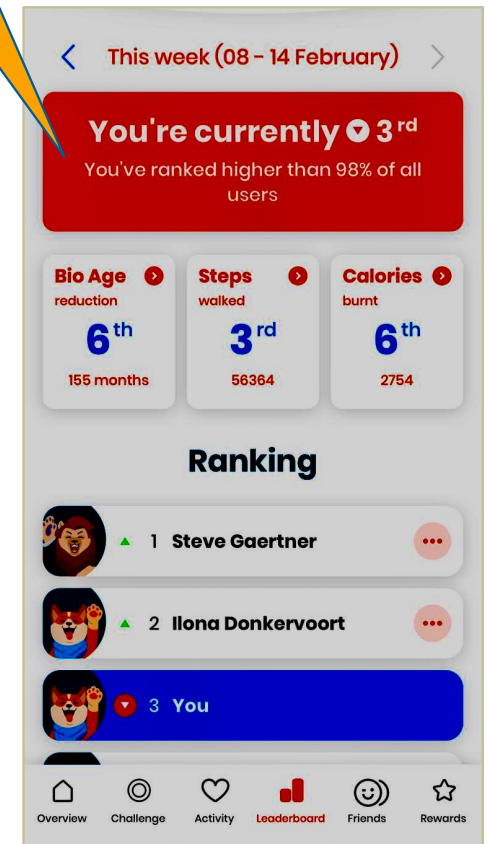 This week (08 - 14 February)
You're currently 3rd
You've ranked higher than 98% of all
users
Bio Age
reduction
6th
155 months
Steps
walked
3rd
56364
Calories
burnt
6th
2754
Ranking
1 Steve Gaertner
2 Ilona Donkervoort
3 You
Overview Challenge Activity Leaderboard Friends Rewards